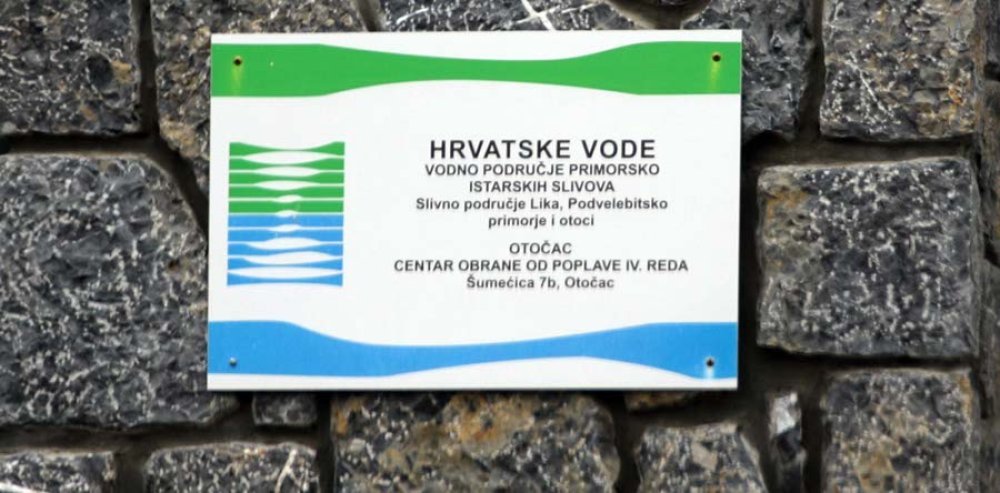 HRVATSKE VODE
VODNO PODRUČJE PRIMORSKO
ISTARSKIH SLIVOVA
Slivno područje Lika, Podvelebitsko
primorje i otoci
OTOČAC
CENTAR OBRANE OD POPLAVE IV. REDA
Šumećica 7b, Otočac